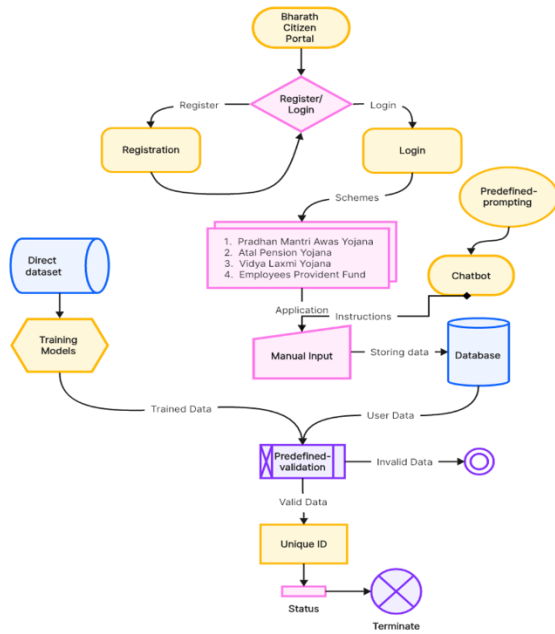 Bharath
Citizen
Portal
Register
Register/
Login
Login
Registration
Login
Schemes
Predefined-
prompting
1. Pradhan Mantri Awas Yojana
2. Atal Pension Yojana
3. Vidya Laxmi Yojana
4. Employees Provident Fund
Direct
dataset
Chatbot
Application
Instructions
Training
Models
Manual Input
Storing data
Database
Trained Data
User Data
Predefined-
validation
Invalid Data
Valid Data
Unique ID
Status
Terminate